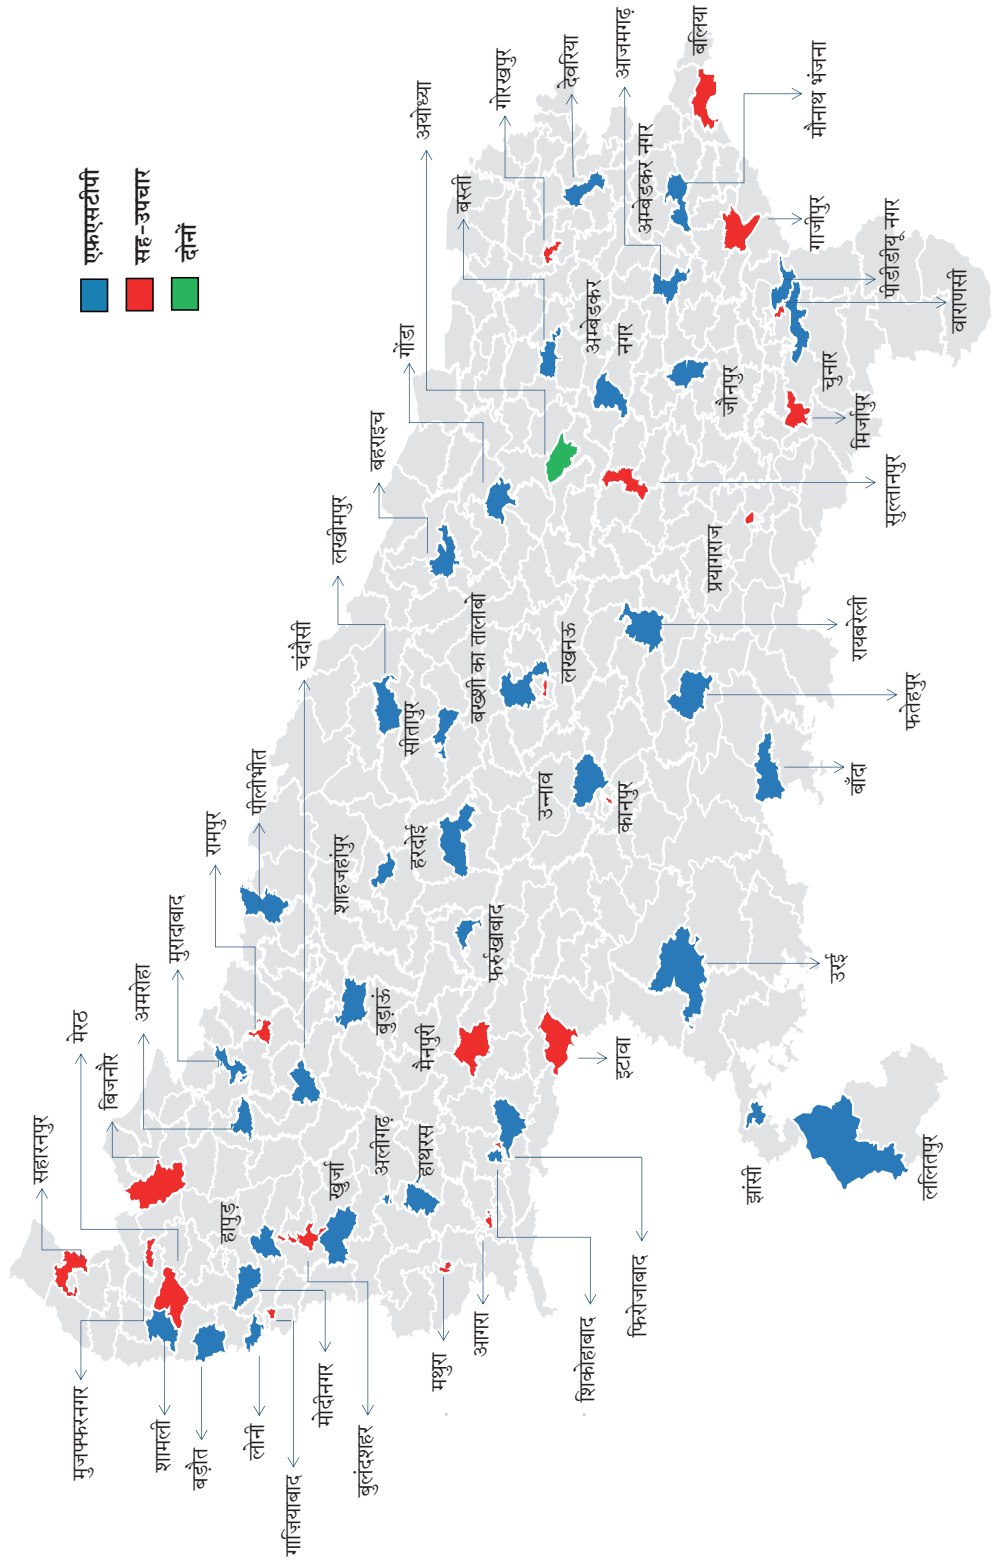 एफ़एसटीपी
सह-उपचार
दोनों
सहारनपुर
मेरठ
बिजनौर
अमरोहा
मुरादाबाद
रामपुर
पीलीभीत
चंदौसी
लखीमपुर
बहराइच
गोंडा
अयोध्या
बस्ती
गोरखपुर
देवरिया
आजमगढ़
बलिया
मौनाथ भंजना
अम्बेडकर नगर
गाजीपुर
पीडीडीयू नगर
वाराणसी
अम्बेडकर
नगर
जौनपुर
चुनार
मिर्जापुर
सुल्तानपुर
प्रयागराज
रायबरेली
फतेहपुर
बाँदा
लखनऊ
बख्शी का तालाबो
सीतापुर
उन्नाव
कानपुर
हरदोई
शाहजहांपुर
फर्रुखाबाद
बुड़ाऊं
मैनपुरी
इटावा
उरई
झांसी
ललितपुर
अलीगढ़
हाथरस
खुर्जा
हापुड़
मुजफ्फरनगर
शामली
बड़ौत
लोनी
गाज़ियाबाद
मोदीनगर
बुलंदशहर
मथुरा
आगरा
शिकोहाबाद
फिरोजाबाद